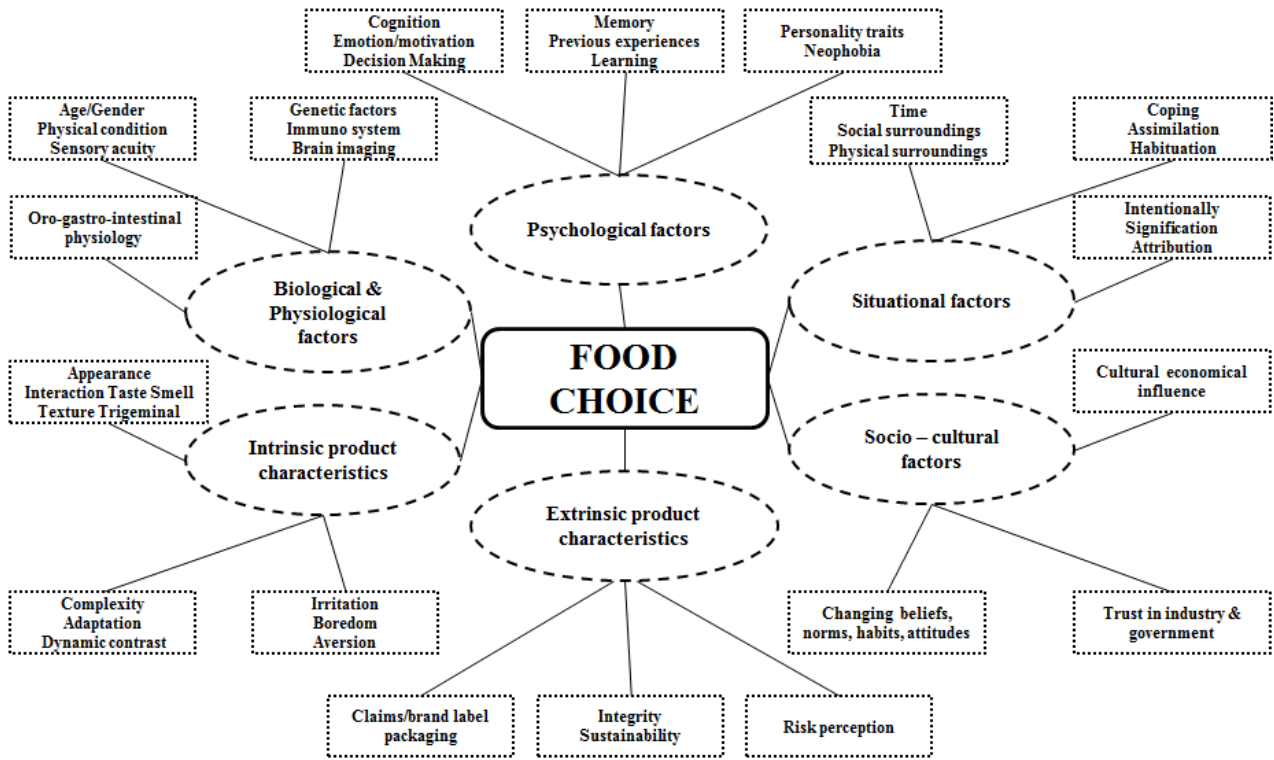 Cognition
Emotion/motivation
Decision Making
Memory
Previous experiences
Learning
Personality traits
Neophobia
Age/Gender
Physical condition
Sensory acuity
Genetic factors
Immuno system
Brain imaging
Time
Social surroundings
Physical surroundings
Coping
Assimilation
Habituation
Oro-gastro-intestinal
physiology
Psychological factors
Intentionally
Signification
Attribution
Biological &
Physiological
factors
Situational factors
FOOD
CHOICE
Appearance
Interaction Taste Smell
Texture Trigeminal
Cultural economical
influence
Intrinsic product
characteristics
Socio – cultural
factors
Extrinsic product
characteristics
Complexity
Adaptation
Dynamic contrast
Irritation
Boredom
Aversion
Changing beliefs,
norms, habits, attitudes
Trust in industry &
government
Claims/brand label
packaging
Integrity
Sustainability
Risk perception